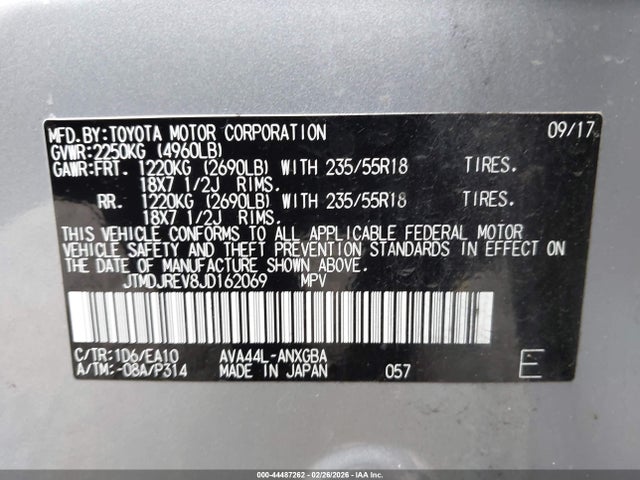 MFD.BY:TOYOTA MOTOR CORPORATION 09/17
GVWR:2250KG (4960LB)
GAWR:FRT. 1220KG (2690LB) WITH 235/55R18 TIRES.
18X7 1/2J RIMS.
RR. 1220KG (2690LB) WITH 235/55R18 TIRES.
18X7 1/2J RIMS.
THIS VEHICLE CONFORMS TO ALL APPLICABLE FEDERAL MOTOR
VEHICLE SAFETY AND THEFT PREVENTION STANDARDS IN EFFECT ON
THE DATE OF MANUFACTURE SHOWN ABOVE.
JTMDJREV8JD162069 MPV
C/TR:1D6/EA10 AVA44L-ANXGBA
A/TM:-08A/P314 MADE IN JAPAN 057 E
000-44487262 - 02/26/2026 - IAA Inc.